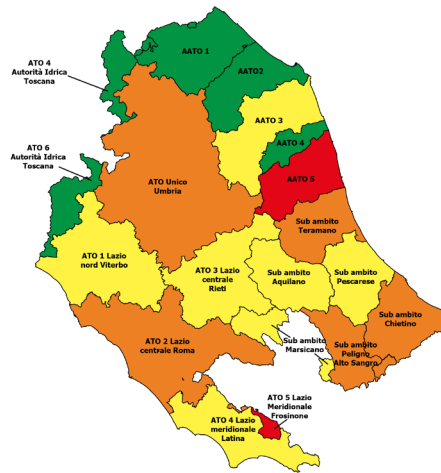 ATO 4
Autorità Idrica
Toscana
AATO 1
AATO2
AATO 3
AATO 4
AATO 5
ATO 6
Autorità Idrica
Toscana
ATO Unico
Umbria
Sub ambito
Teramano
ATO 1 Lazio
nord Viterbo
ATO 3 Lazio
centrale
Rieti
Sub ambito
Aquilano
Sub ambito
Pescarese
Sub ambito
Chietino
ATO 2 Lazio
centrale Roma
Sub ambito
Marsicano
Sub ambito
Peligno
Alto Sangro
ATO 5 Lazio
Meridionale
Frosinone
ATO 4 Lazio
meridionale
Latina